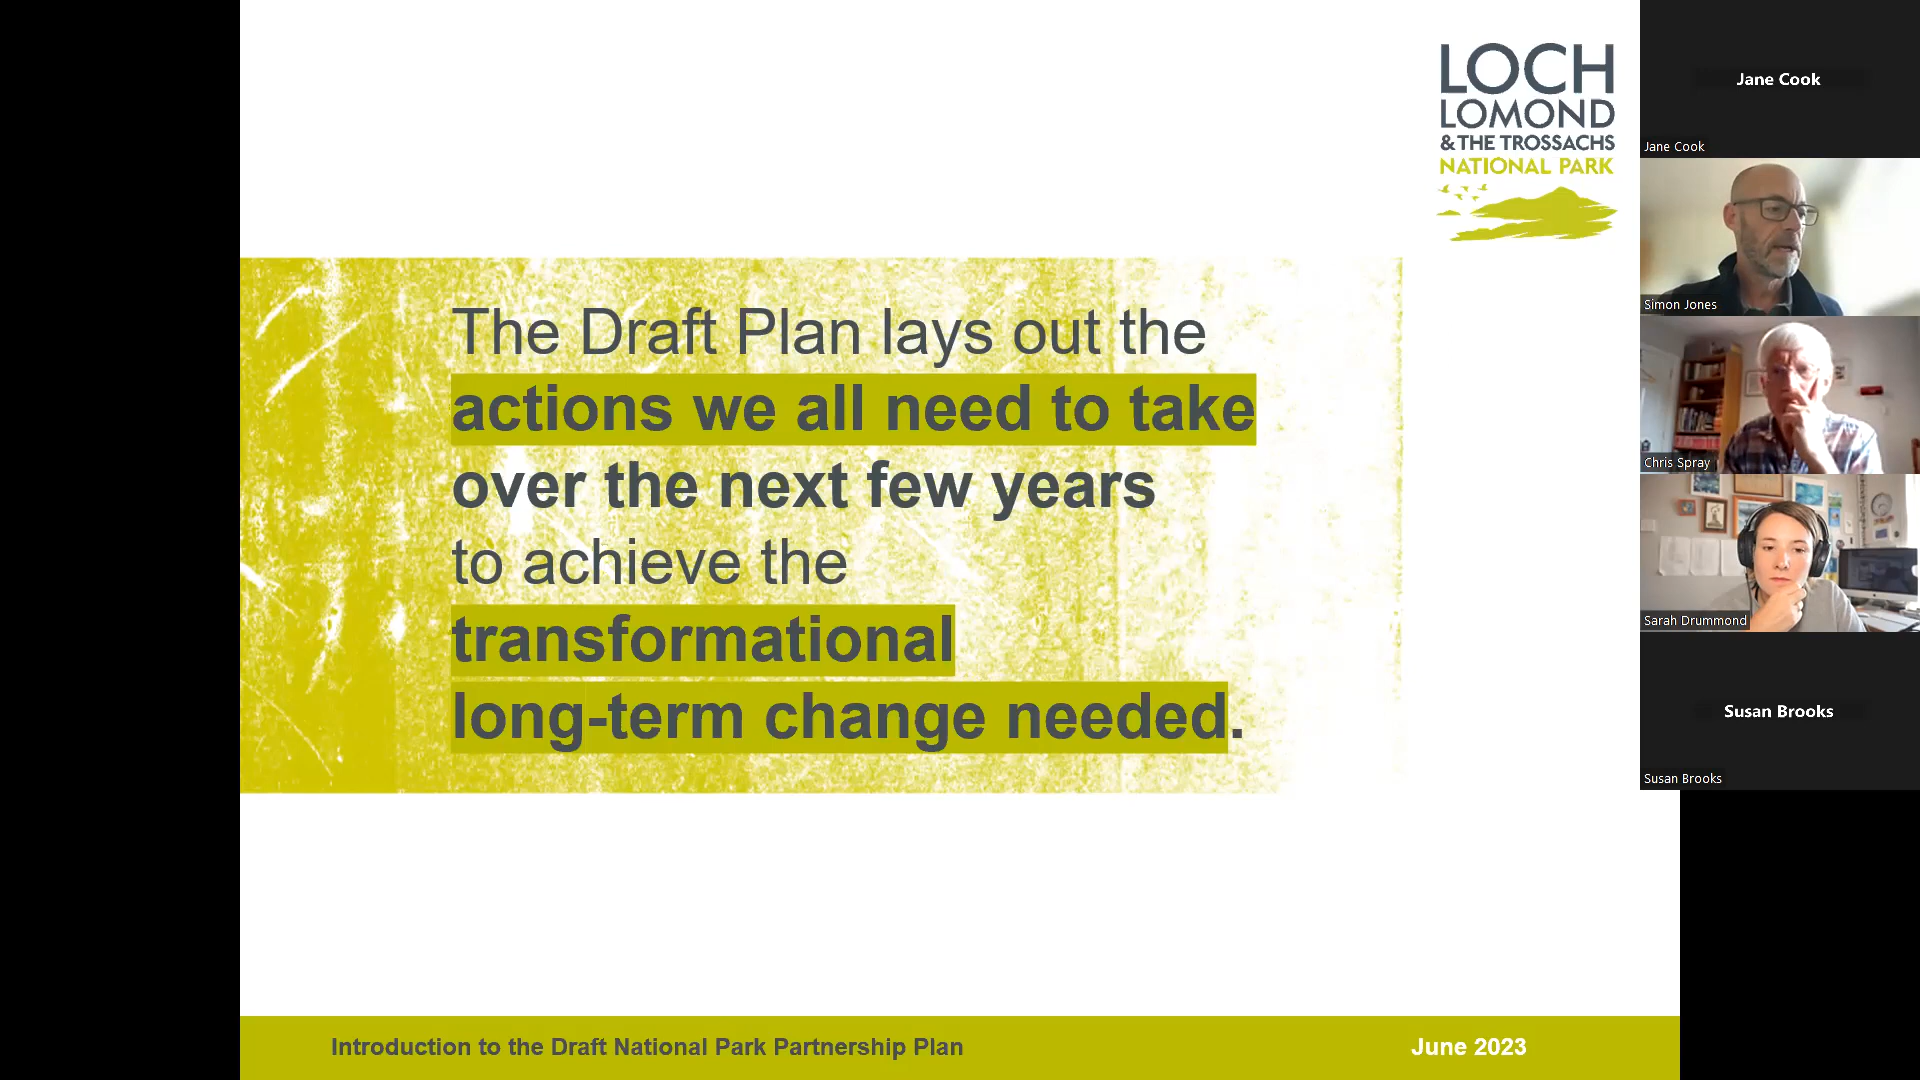 LOCH
LOMOND
& THE TROSSACHS
NATIONAL PARK
The Draft Plan lays out the
actions we all need to take
over the next few years
to achieve the
transformational
long-term change needed.
Introduction to the Draft National Park Partnership Plan
June 2023
Jane Cook
Jane Cook
Simon Jones
Chris Spray
Sarah Drummond
Susan Brooks
Susan Brooks